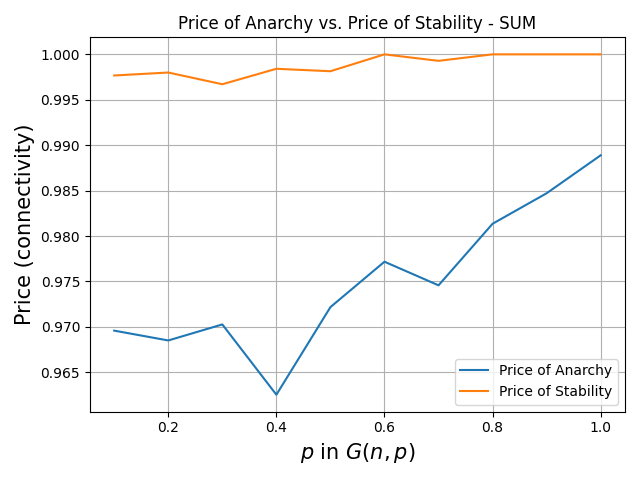 Price of Anarchy vs. Price of Stability - SUM
Price (connectivity)
1.000
0.995
0.990
0.985
0.980
0.975
0.970
0.965
0.2
0.4
0.6
0.8
1.0
p in G(n, p)
Price of Anarchy
Price of Stability